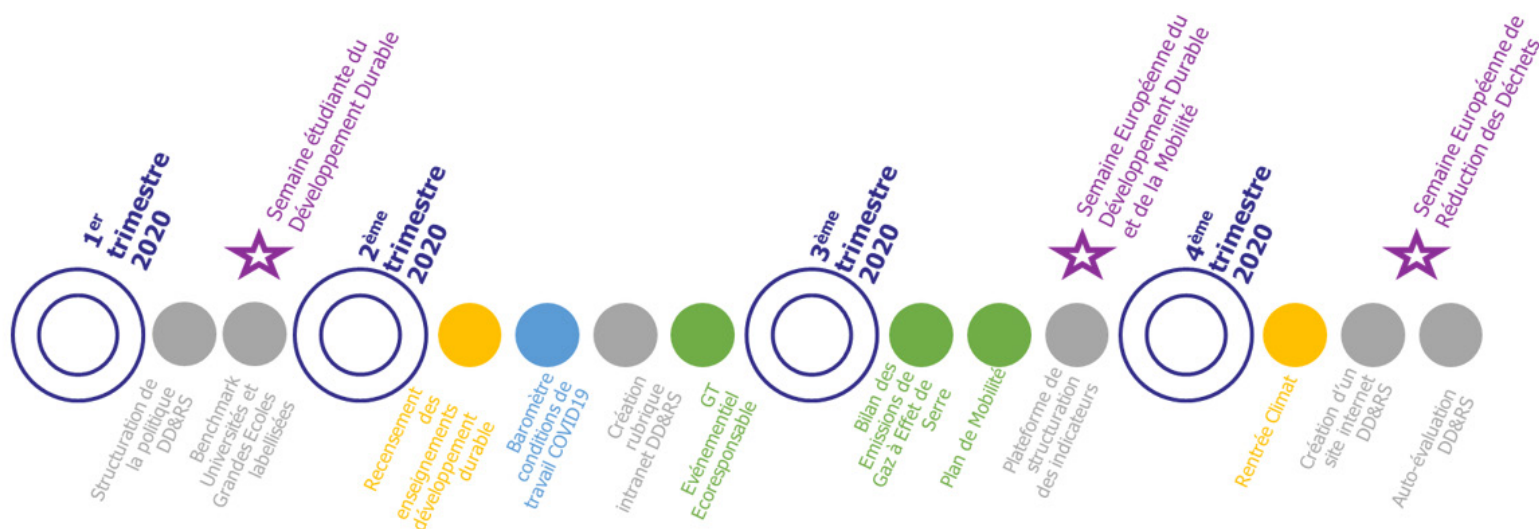 1er
trimestre
2020
Structuration de
la politique
DD&RS
Benchmark
Universités et
Grandes Ecoles
labellisées
Semaine étudiante du
Développement Durable
2ème
trimestre
2020
Recensement
des
enseignements
développement
durable
Baromètre
conditions de
travail COVID19
Création
rubrique
intranet DD&RS
GT
Evénementiel
Ecoresponsable
3ème
trimestre
2020
Bilan des
Emissions de
Gaz à Effet de
Serre
Plan de Mobilité
Plateforme de
structuration
des indicateurs
Semaine Européenne du
Développement Durable
et de la Mobilité
4ème
trimestre
2020
Rentrée Climat
Création d'un
site internet
DD&RS
Semaine Européenne de
Réduction des Déchets
Auto-évaluation
DD&RS